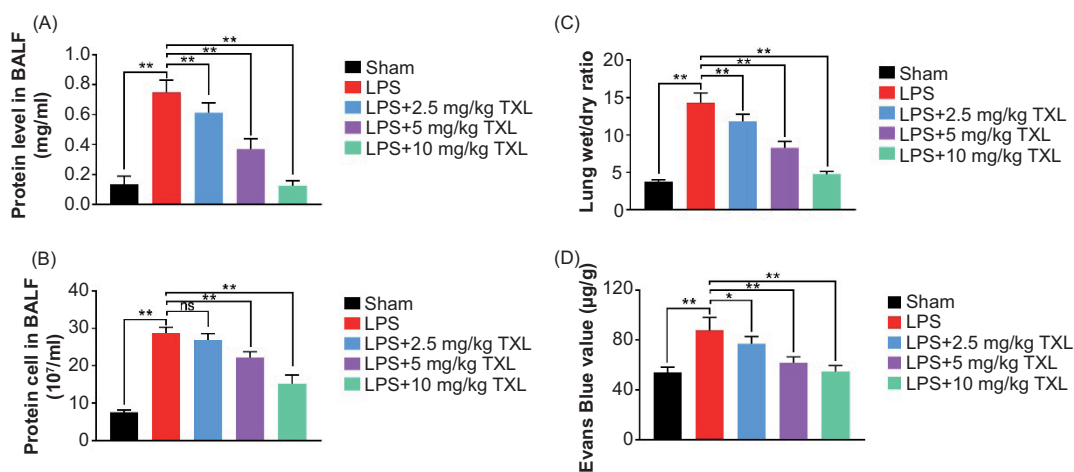 (A)
Protein level in BALF
(mg/ml)
1.0
0.8
0.6
0.4
0.2
0.0
**
**
**
**
Sham
LPS
LPS+2.5 mg/kg TXL
LPS+5 mg/kg TXL
LPS+10 mg/kg TXL
(B)
Protein cell in BALF
(10⁷/ml)
40
30
20
10
0
**
**
ns
**
Sham
LPS
LPS+2.5 mg/kg TXL
LPS+5 mg/kg TXL
LPS+10 mg/kg TXL
(C)
Lung wet/dry ratio
20
15
10
5
0
**
**
**
**
Sham
LPS
LPS+2.5 mg/kg TXL
LPS+5 mg/kg TXL
LPS+10 mg/kg TXL
(D)
Evans Blue value (µg/g)
120
80
40
0
**
**
*
**
Sham
LPS
LPS+2.5 mg/kg TXL
LPS+5 mg/kg TXL
LPS+10 mg/kg TXL